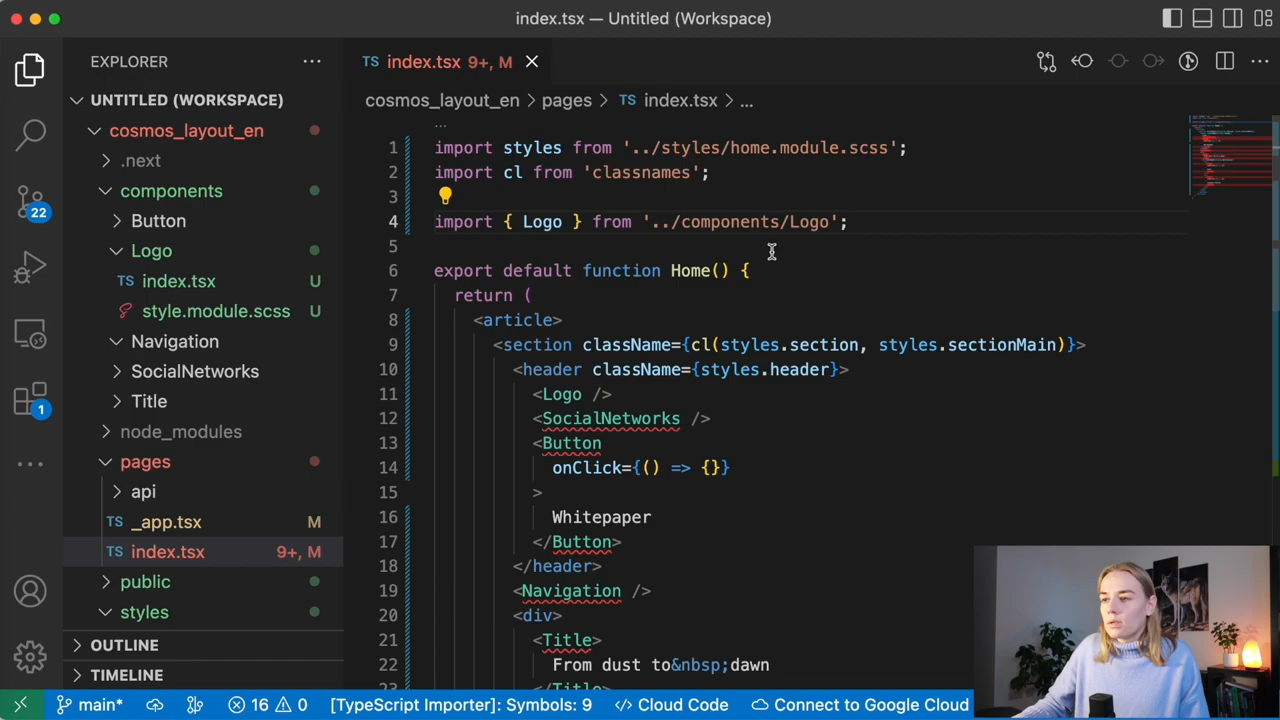 index.tsx — Untitled (Workspace)
EXPLORER
UNTITLED (WORKSPACE)
cosmos_layout_en
.next
components
Button
Logo
index.tsx U
style.module.scss U
Navigation
SocialNetworks
Title
node_modules
pages
api
_app.tsx M
index.tsx 9+, M
public
styles
OUTLINE
TIMELINE
22
1
TS index.tsx 9+, M
cosmos_layout_en > pages > TS index.tsx > ...
1 import styles from '../styles/home.module.scss';
2 import cl from 'classnames';
3
4 import { Logo } from '../components/Logo';
5
6 export default function Home() {
7 return (
8 <article>
9 <section className={cl(styles.section, styles.sectionMain)}>
10 <header className={styles.header}>
11 <Logo />
12 <SocialNetworks />
13 <Button
14 onClick={() => {}}
15 >
16 Whitepaper
17 </Button>
18 </header>
19 <Navigation />
20 <div>
21 <Title>
22 From dust to&nbsp;dawn
23 </Title>
main* 16 0 [TypeScript Importer]: Symbols: 9 </> Cloud Code Connect to Google Cloud